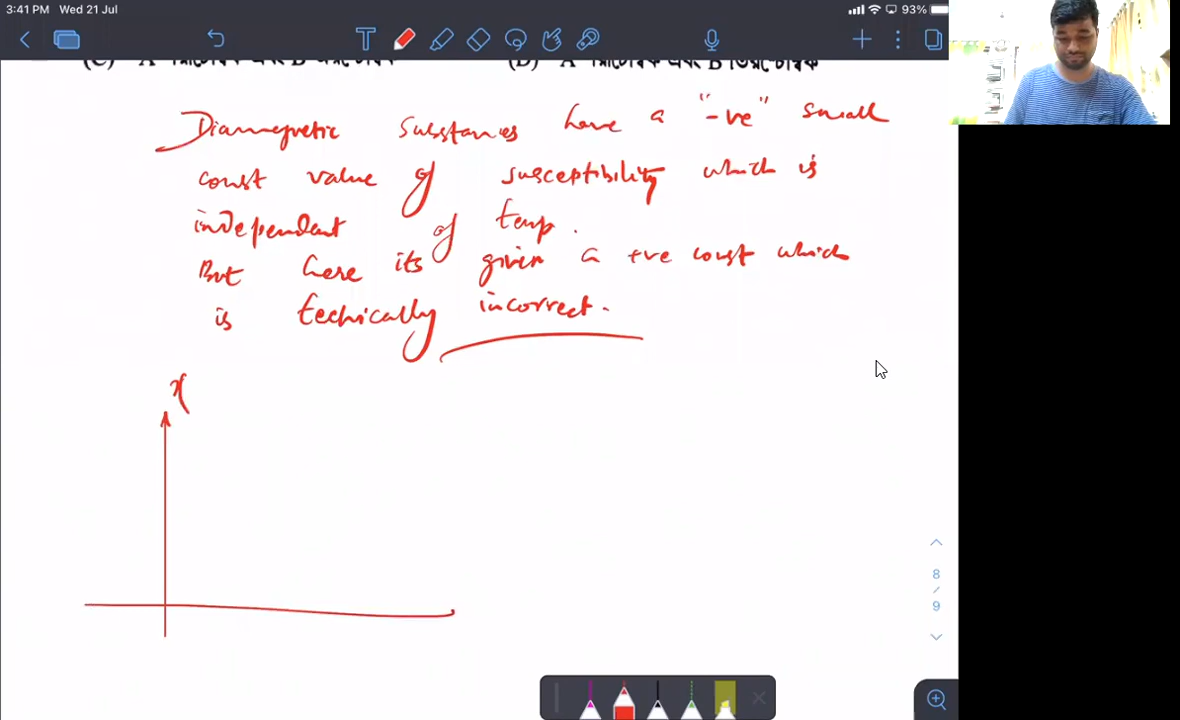 3:41 PM Wed 21 Jul 93%
Diamagnetic Substances have a "-ve" small
const value of susceptibility which is
independent of temp.
But here its given a +ve const which
is techically incorrect.
χ
8
/
9